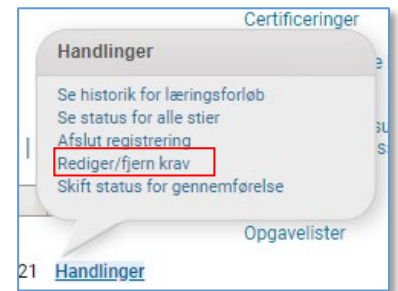 Certificeringer
Handlinger
e
Se historik for læringsforløb
Se status for alle stier
su
Afslut registrering
s
|
Rediger/fjern krav
Skift status for gennemførelse
Opgavelister
21 Handlinger